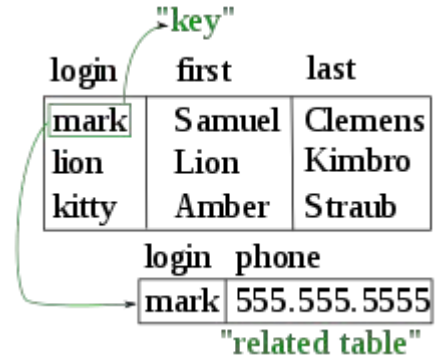 "key"
login first last
mark Samuel Clemens
lion Lion Kimbro
kitty Amber Straub
login phone
mark 555.555.5555
"related table"